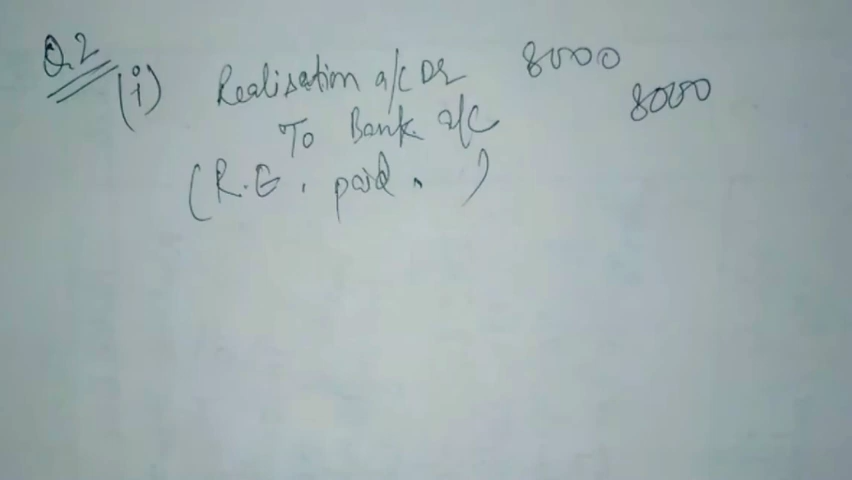 Q.2
(i) Realisation a/c Dr 8000
To Bank a/c 8000
(R.E. paid.)